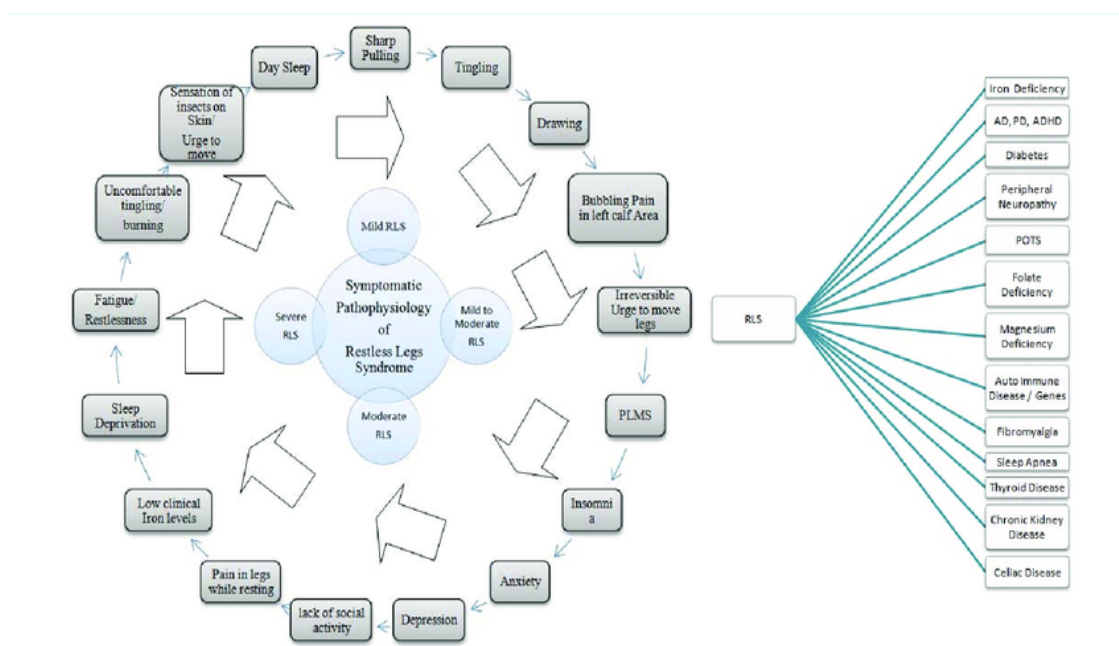 Sharp
Pulling
Tingling
Drawing
Bubbling Pain
in left calf Area
Irreversible
Urge to move
legs
PLMS
Insomni
a
Anxiety
Depression
lack of social
activity
Pain in legs
while resting
Low clinical
Iron levels
Sleep
Deprivation
Fatigue/
Restlessness
Uncomfortable
tingling/
burning
Sensation of
insects on
Skin/
Urge to
move
Day Sleep
Mild RLS
Mild to
Moderate
RLS
Moderate
RLS
Severe
RLS
Symptomatic
Pathophysiology
of
Restless Legs
Syndrome
RLS
Iron Deficiency
AD, PD, ADHD
Diabetes
Peripheral
Neuropathy
POTS
Folate
Deficiency
Magnesium
Deficiency
Auto Immune
Disease / Genes
Fibromyalgia
Sleep Apnea
Thyroid Disease
Chronic Kidney
Disease
Celiac Disease